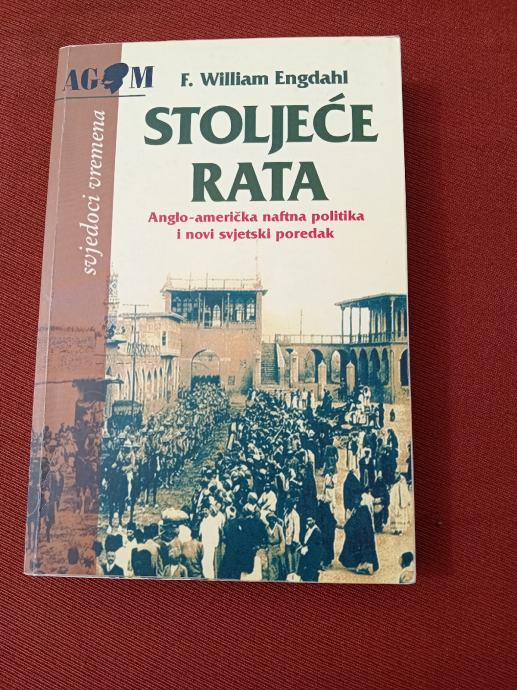 AGM
F. William Engdahl
STOLJEĆE
RATA
Anglo-američka naftna politika
i novi svjetski poredak
svjedoci vremena